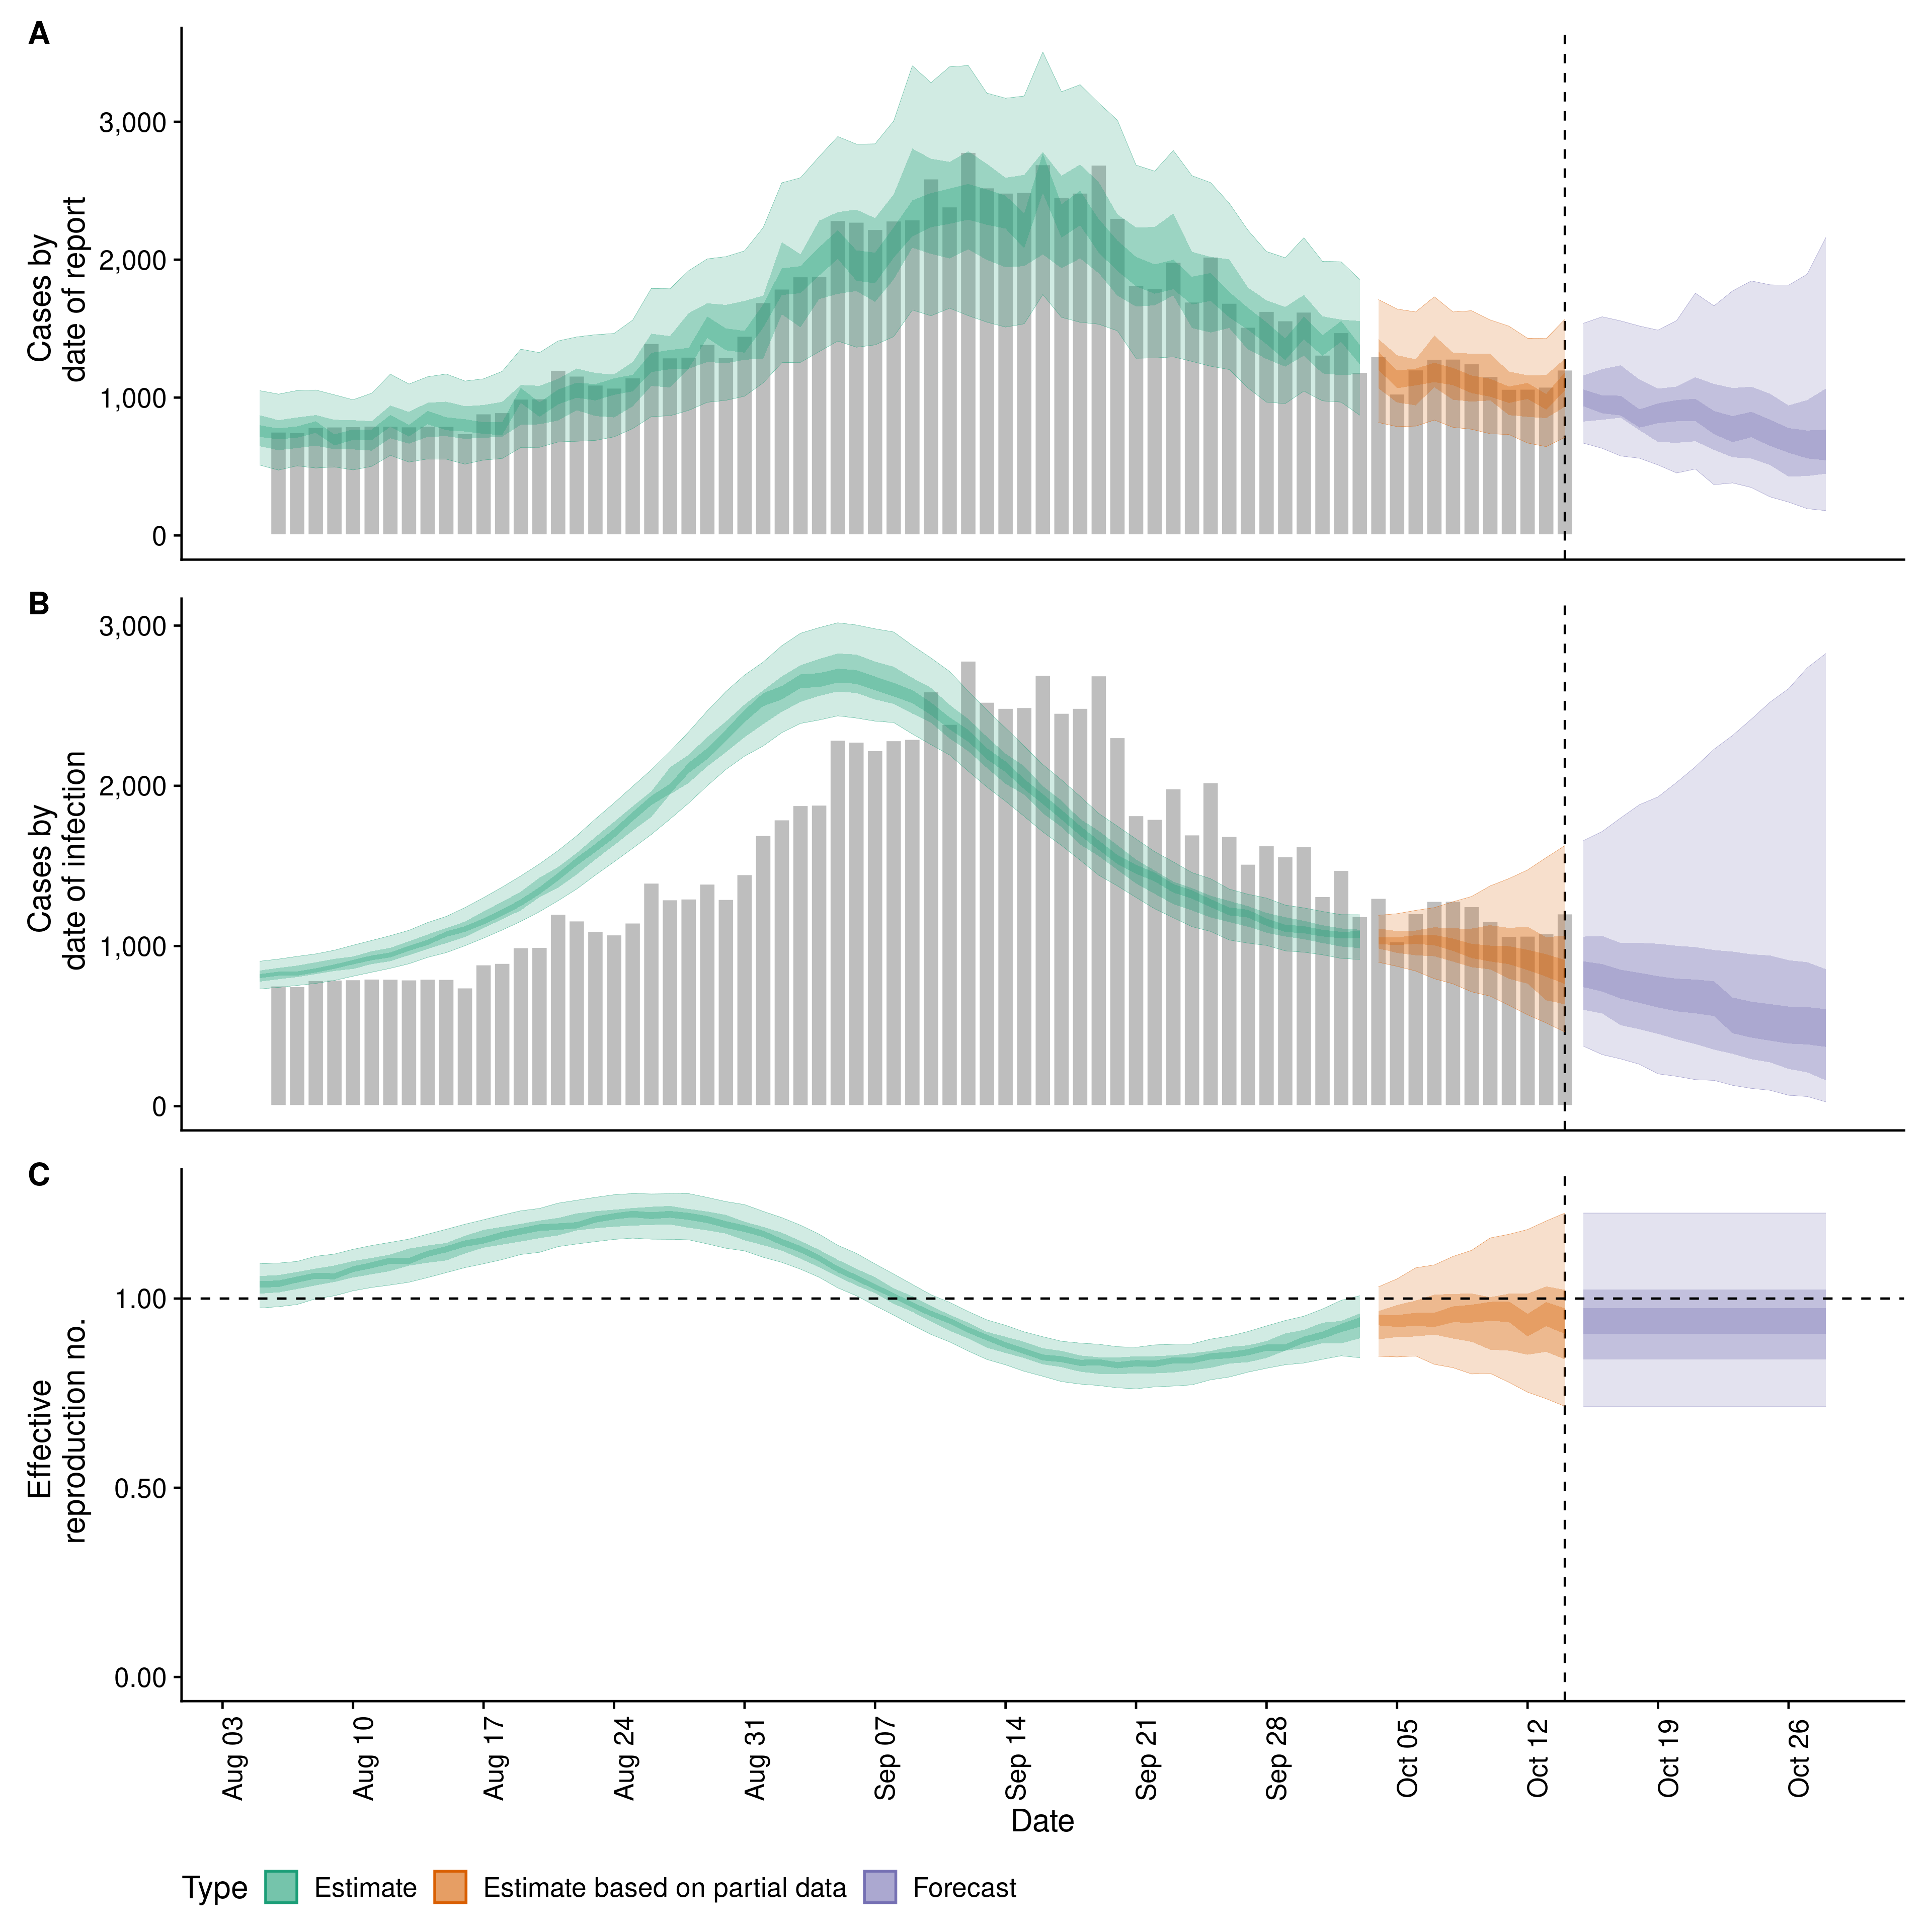 A
Cases by
date of report
3,000
2,000
1,000
0
B
Cases by
date of infection
3,000
2,000
1,000
0
C
Effective
reproduction no.
1.00
0.50
0.00
Aug 03
Aug 10
Aug 17
Aug 24
Aug 31
Sep 07
Sep 14
Sep 21
Sep 28
Oct 05
Oct 12
Oct 19
Oct 26
Date
Type Estimate Estimate based on partial data Forecast